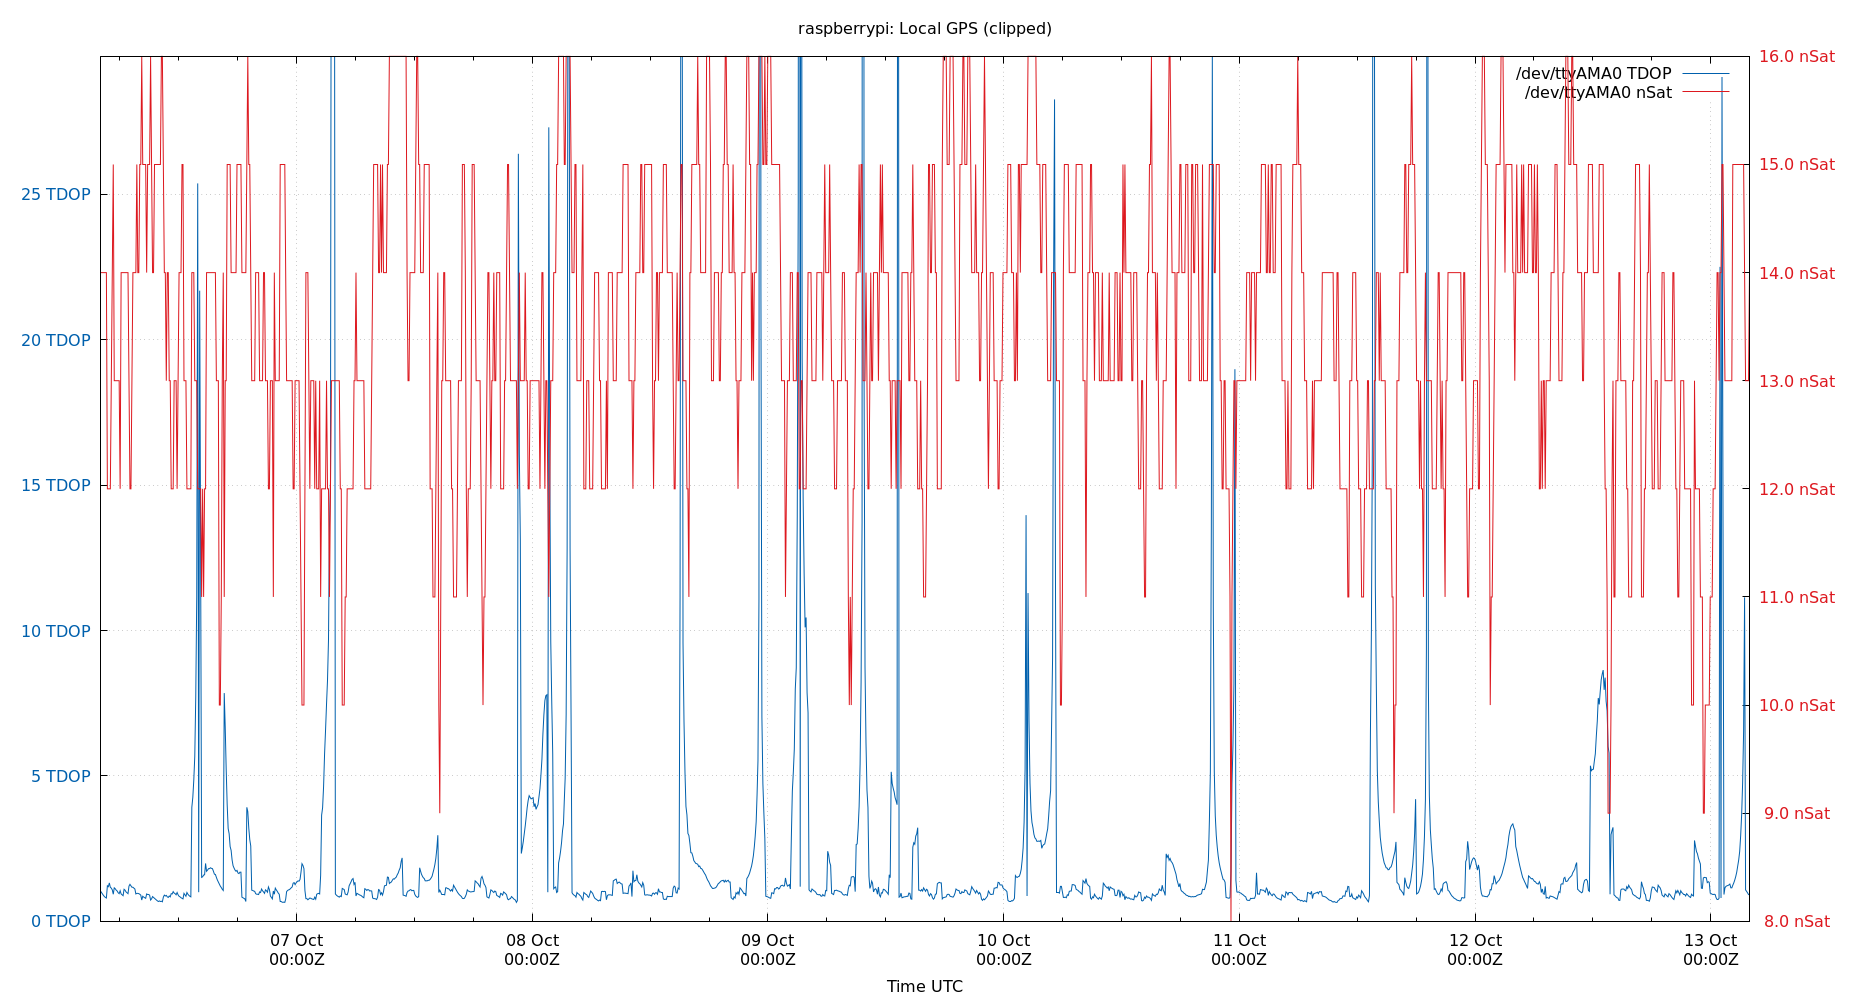 raspberrypi: Local GPS (clipped)
/dev/ttyAMA0 TDOP
/dev/ttyAMA0 nSat
25 TDOP
20 TDOP
15 TDOP
10 TDOP
5 TDOP
0 TDOP
16.0 nSat
15.0 nSat
14.0 nSat
13.0 nSat
12.0 nSat
11.0 nSat
10.0 nSat
9.0 nSat
8.0 nSat
07 Oct 08 Oct 09 Oct 10 Oct 11 Oct 12 Oct 13 Oct
00:00Z 00:00Z 00:00Z 00:00Z 00:00Z 00:00Z 00:00Z
Time UTC